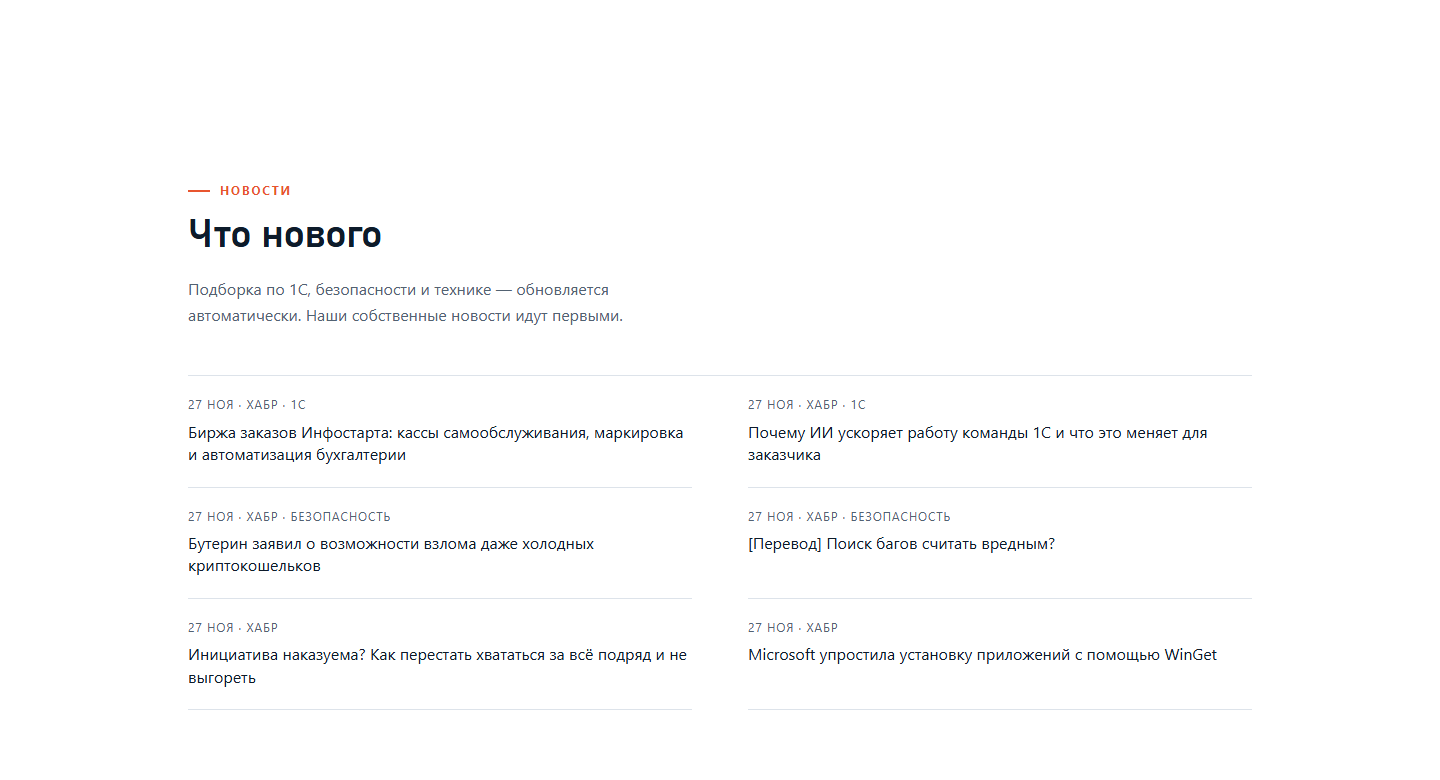 НОВОСТИ
Что нового
Подборка по 1С, безопасности и технике — обновляется
автоматически. Наши собственные новости идут первыми.
27 НОЯ · ХАБР · 1С
Биржа заказов Инфостарта: кассы самообслуживания, маркировка
и автоматизация бухгалтерии
27 НОЯ · ХАБР · 1С
Почему ИИ ускоряет работу команды 1С и что это меняет для
заказчика
27 НОЯ · ХАБР · БЕЗОПАСНОСТЬ
Бутерин заявил о возможности взлома даже холодных
криптокошельков
27 НОЯ · ХАБР · БЕЗОПАСНОСТЬ
[Перевод] Поиск багов считать вредным?
27 НОЯ · ХАБР
Инициатива наказуема? Как перестать хвататься за всё подряд и не
выгореть
27 НОЯ · ХАБР
Microsoft упростила установку приложений с помощью WinGet